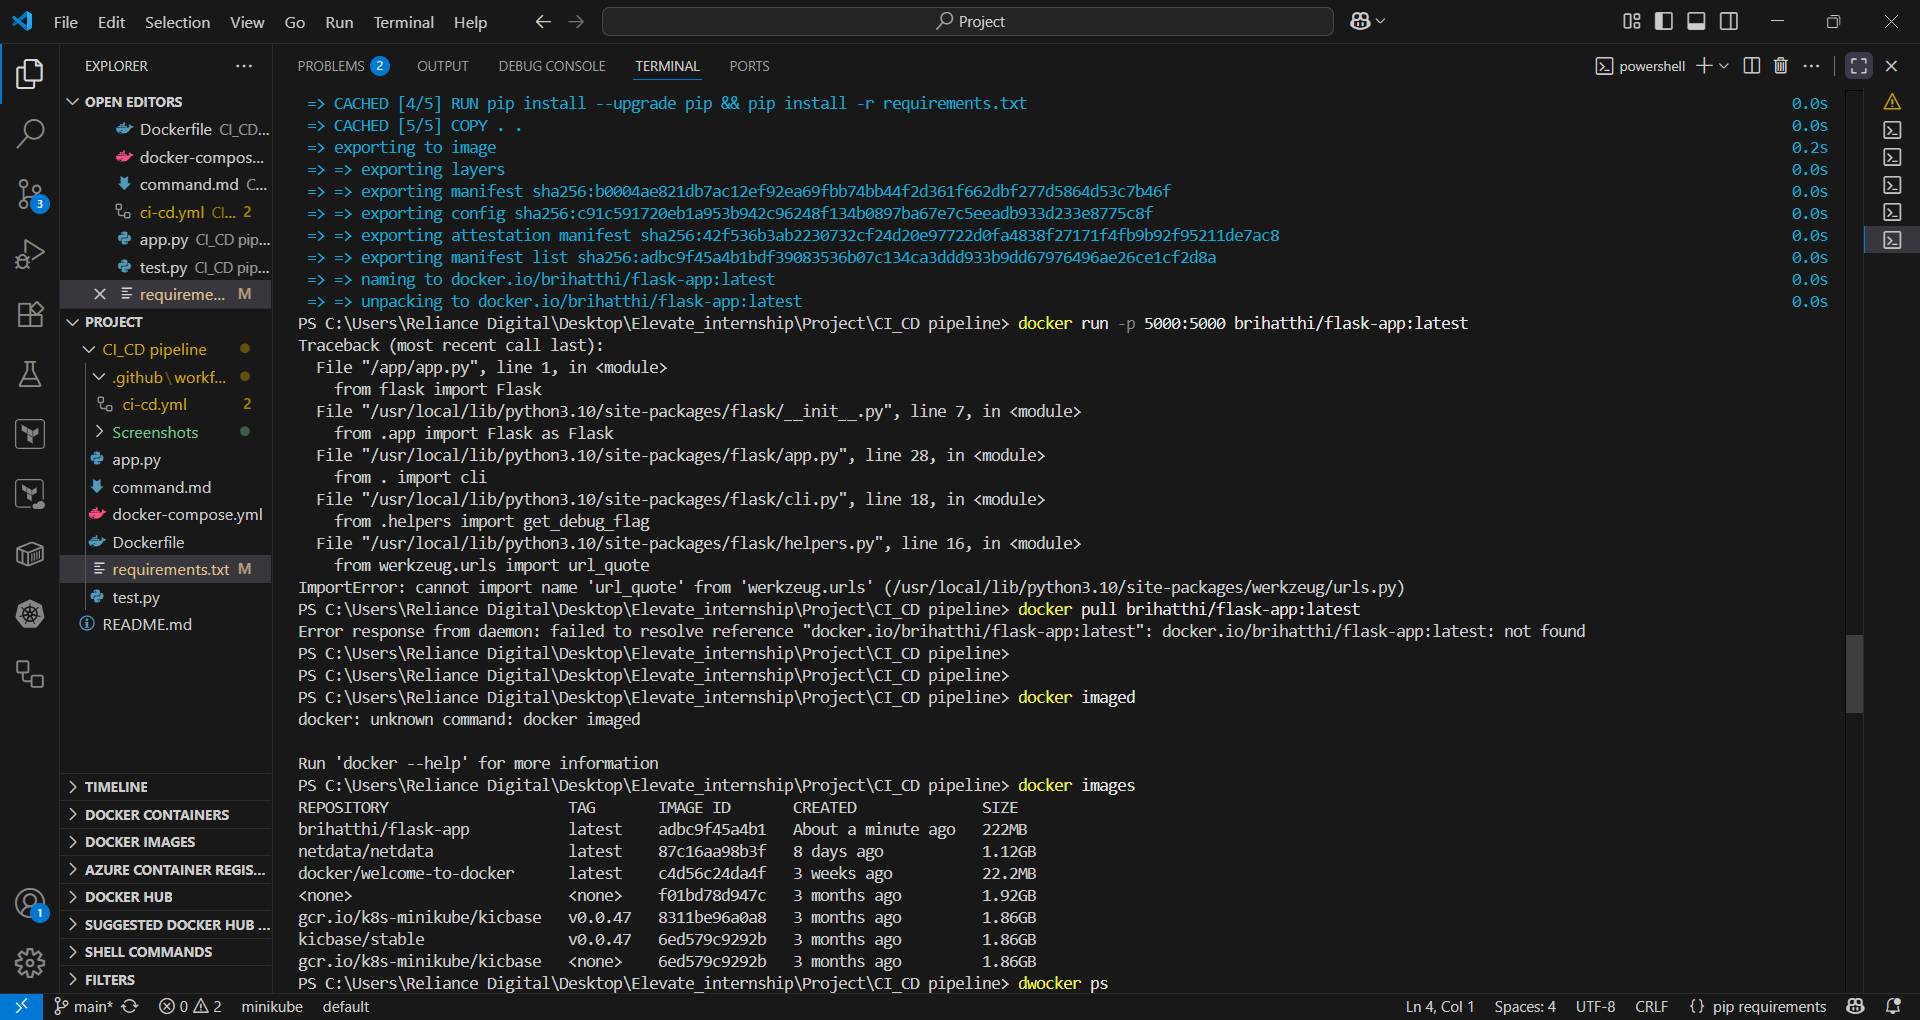 File Edit Selection View Go Run Terminal Help
Project
EXPLORER
OPEN EDITORS
Dockerfile CI_CD...
docker-compos...
command.md C...
ci-cd.yml CI... 2
app.py CI_CD pip...
test.py CI_CD pip...
requireme... M
PROJECT
CI_CD pipeline
.github\workf...
ci-cd.yml 2
Screenshots
app.py
command.md
docker-compose.yml
Dockerfile
requirements.txt M
test.py
README.md
TIMELINE
DOCKER CONTAINERS
DOCKER IMAGES
AZURE CONTAINER REGIS...
DOCKER HUB
SUGGESTED DOCKER HUB ...
SHELL COMMANDS
FILTERS
3
1
PROBLEMS 2 OUTPUT DEBUG CONSOLE TERMINAL PORTS
powershell
=> CACHED [4/5] RUN pip install --upgrade pip && pip install -r requirements.txt 0.0s
=> CACHED [5/5] COPY . . 0.0s
=> exporting to image 0.2s
=> => exporting layers 0.0s
=> => exporting manifest sha256:b0004ae821db7ac12ef92ea69fbb74bb44f2d361f662dbf277d5864d53c7b46f 0.0s
=> => exporting config sha256:c91c591720eb1a953b942c96248f134b0897ba67e7c5eeadb933d233e8775c8f 0.0s
=> => exporting attestation manifest sha256:42f536b3ab2230732cf24d20e97722d0fa4838f27171f4fb9b92f95211de7ac8 0.0s
=> => exporting manifest list sha256:adbc9f45a4b1bdf39083536b07c134ca3ddd933b9dd67976496ae26ce1cf2d8a 0.0s
=> => naming to docker.io/brihatthi/flask-app:latest 0.0s
=> => unpacking to docker.io/brihatthi/flask-app:latest 0.0s
PS C:\Users\Reliance Digital\Desktop\Elevate_internship\Project\CI_CD pipeline> docker run -p 5000:5000 brihatthi/flask-app:latest
Traceback (most recent call last):
File "/app/app.py", line 1, in <module>
from flask import Flask
File "/usr/local/lib/python3.10/site-packages/flask/__init__.py", line 7, in <module>
from .app import Flask as Flask
File "/usr/local/lib/python3.10/site-packages/flask/app.py", line 28, in <module>
from . import cli
File "/usr/local/lib/python3.10/site-packages/flask/cli.py", line 18, in <module>
from .helpers import get_debug_flag
File "/usr/local/lib/python3.10/site-packages/flask/helpers.py", line 16, in <module>
from werkzeug.urls import url_quote
ImportError: cannot import name 'url_quote' from 'werkzeug.urls' (/usr/local/lib/python3.10/site-packages/werkzeug/urls.py)
PS C:\Users\Reliance Digital\Desktop\Elevate_internship\Project\CI_CD pipeline> docker pull brihatthi/flask-app:latest
Error response from daemon: failed to resolve reference "docker.io/brihatthi/flask-app:latest": docker.io/brihatthi/flask-app:latest: not found
PS C:\Users\Reliance Digital\Desktop\Elevate_internship\Project\CI_CD pipeline>
PS C:\Users\Reliance Digital\Desktop\Elevate_internship\Project\CI_CD pipeline>
PS C:\Users\Reliance Digital\Desktop\Elevate_internship\Project\CI_CD pipeline> docker imaged
docker: unknown command: docker imaged
Run 'docker --help' for more information
PS C:\Users\Reliance Digital\Desktop\Elevate_internship\Project\CI_CD pipeline> docker images
REPOSITORY TAG IMAGE ID CREATED SIZE
brihatthi/flask-app latest adbc9f45a4b1 About a minute ago 222MB
netdata/netdata latest 87c16aa98b3f 8 days ago 1.12GB
docker/welcome-to-docker latest c4d56c24da4f 3 weeks ago 22.2MB
<none> <none> f01bd78d947c 3 months ago 1.92GB
gcr.io/k8s-minikube/kicbase v0.0.47 8311be96a0a8 3 months ago 1.86GB
kicbase/stable v0.0.47 6ed579c9292b 3 months ago 1.86GB
gcr.io/k8s-minikube/kicbase <none> 6ed579c9292b 3 months ago 1.86GB
PS C:\Users\Reliance Digital\Desktop\Elevate_internship\Project\CI_CD pipeline> dwocker ps
main* 0 2 minikube default Ln 4, Col 1 Spaces: 4 UTF-8 CRLF {} pip requirements